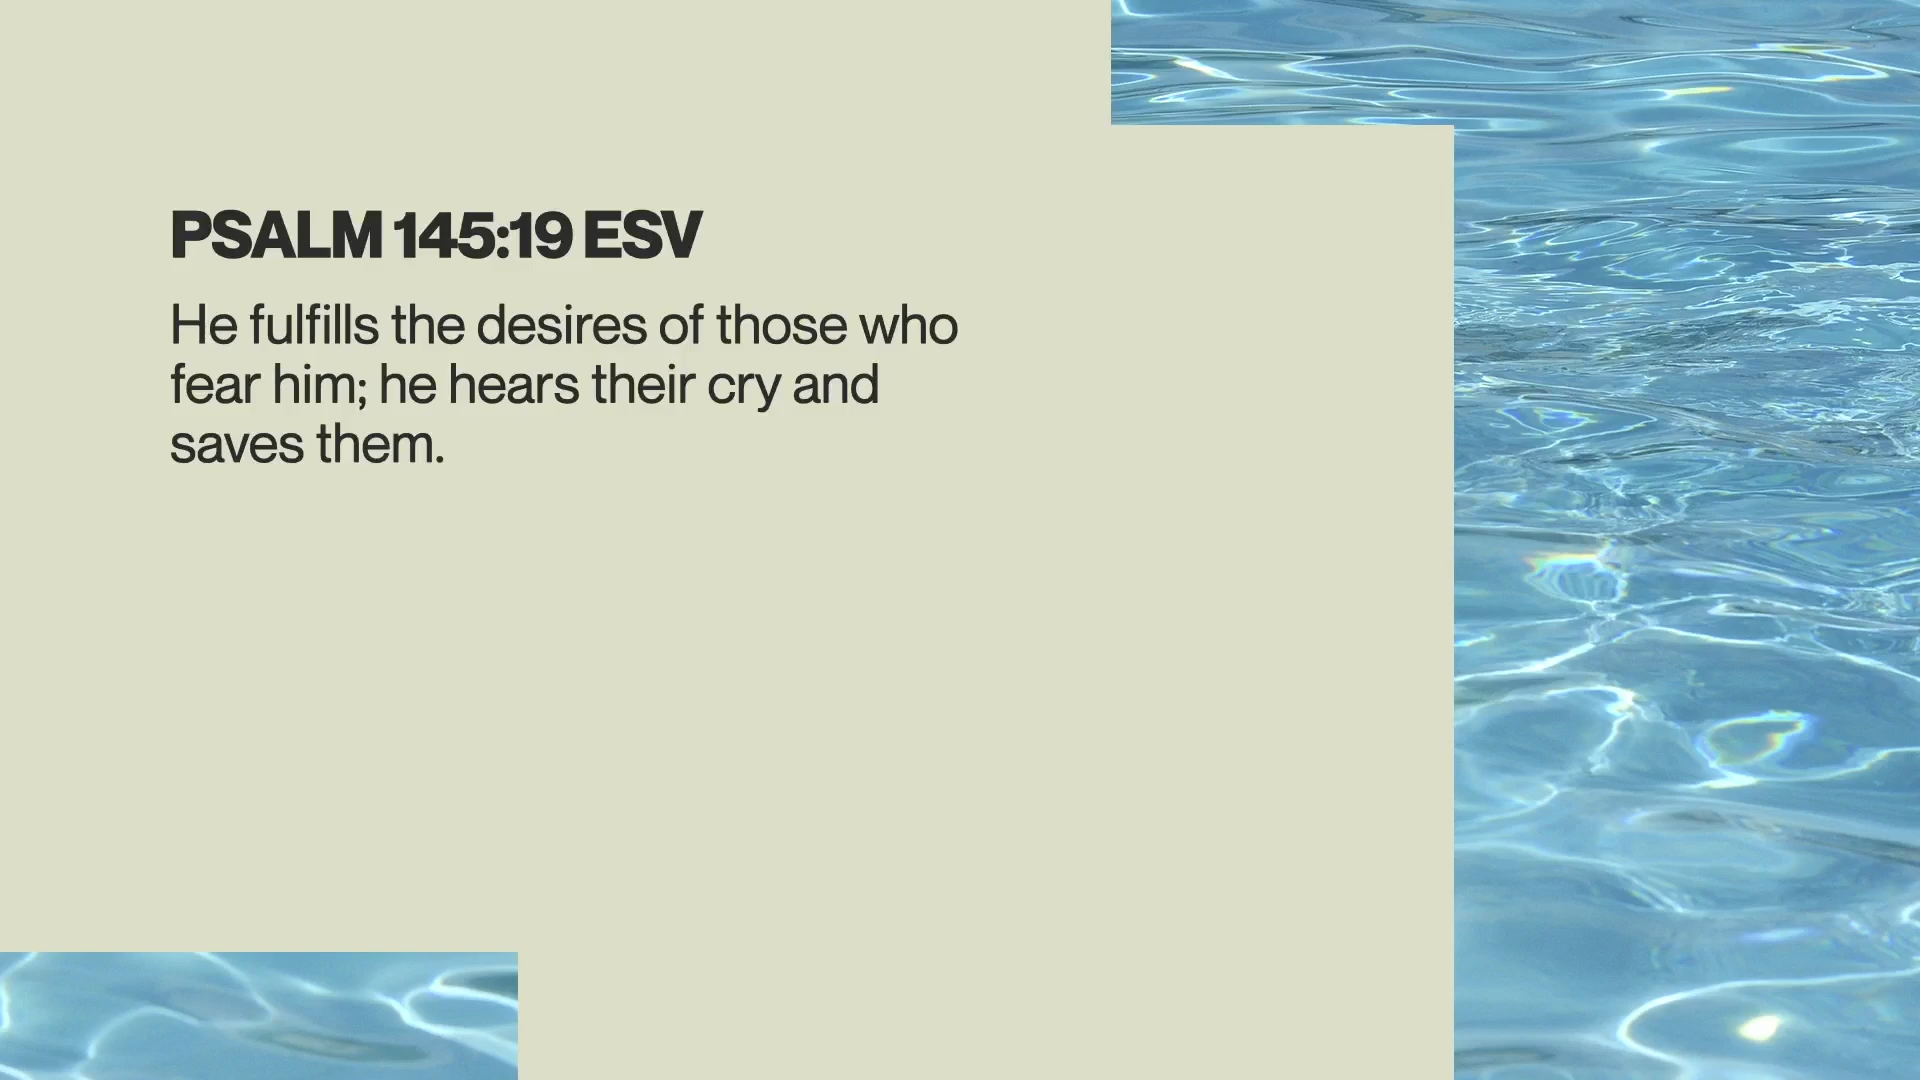 PSALM 145:19 ESV
He fulfills the desires of those who
fear him; he hears their cry and
saves them.